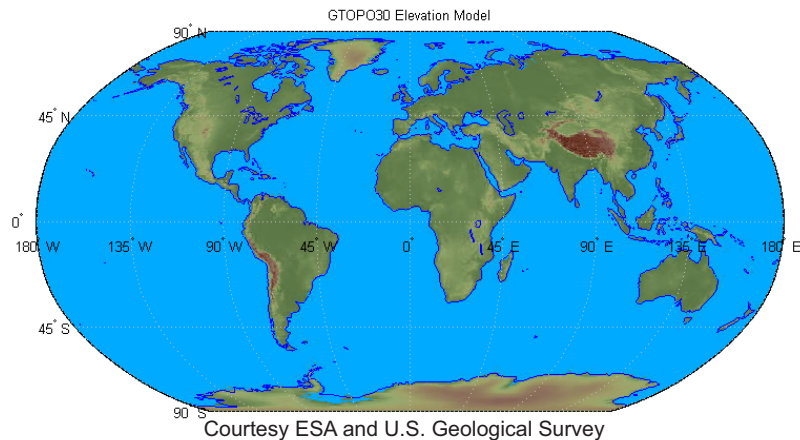 GTOPO30 Elevation Model
90° N
45° N
0°
180° W 135° W 90° W 45° W 0° 45° E 90° E 135° E 180° E
45° S
90° S
Courtesy ESA and U.S. Geological Survey